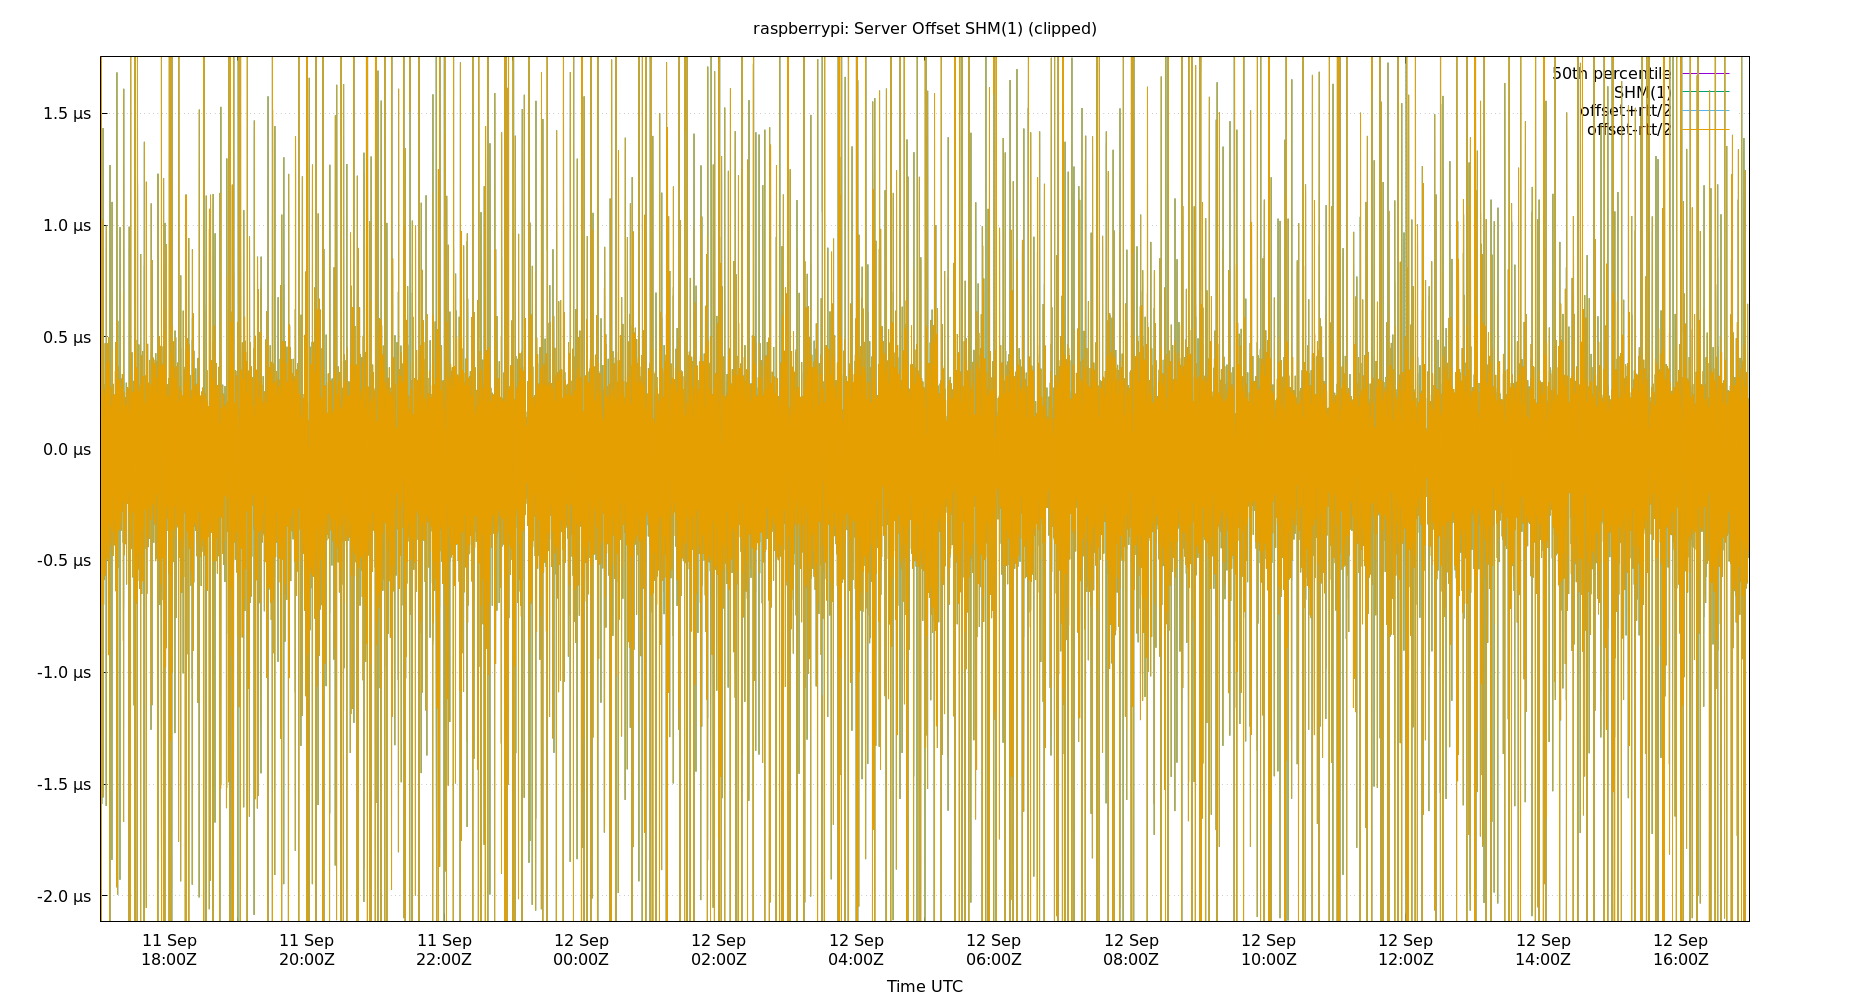 raspberrypi: Server Offset SHM(1) (clipped)
50th percentile
SHM(1)
offset+rtt/2
offset-rtt/2
1.5 µs
1.0 µs
0.5 µs
0.0 µs
-0.5 µs
-1.0 µs
-1.5 µs
-2.0 µs
11 Sep 11 Sep 11 Sep 12 Sep 12 Sep 12 Sep 12 Sep 12 Sep 12 Sep 12 Sep 12 Sep 12 Sep
18:00Z 20:00Z 22:00Z 00:00Z 02:00Z 04:00Z 06:00Z 08:00Z 10:00Z 12:00Z 14:00Z 16:00Z
Time UTC